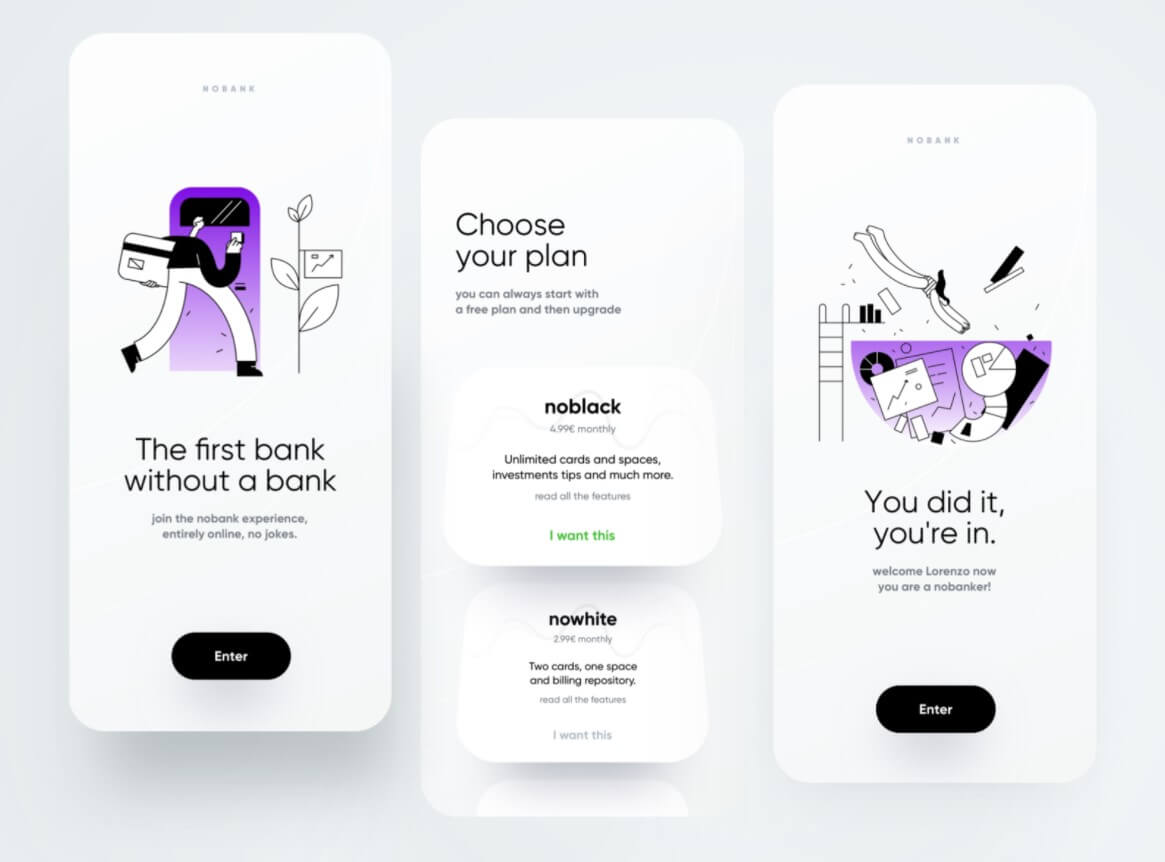 NOBANK
The first bank
without a bank
join the nobank experience,
entirely online, no jokes.
Enter
Choose
your plan
you can always start with
a free plan and then upgrade
noblack
4.99€ monthly
Unlimited cards and spaces,
investments tips and much more.
read all the features
I want this
nowhite
2.99€ monthly
Two cards, one space
and billing repository.
read all the features
I want this
NOBANK
You did it,
you're in.
welcome Lorenzo now
you are a nobanker!
Enter